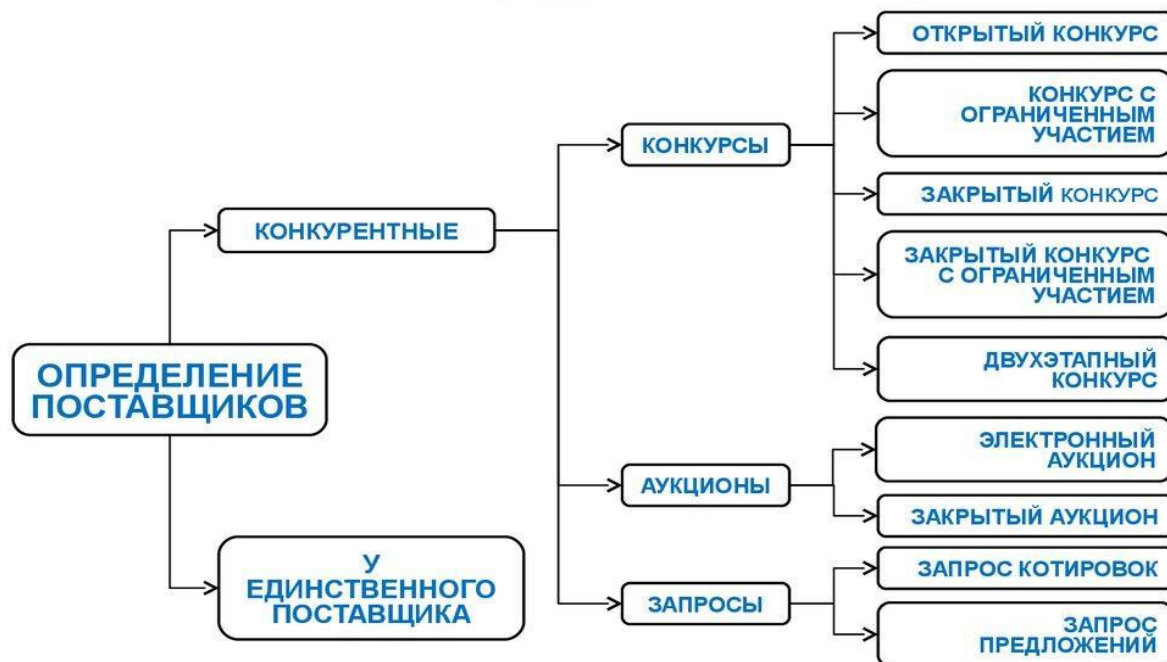 ОПРЕДЕЛЕНИЕ
ПОСТАВЩИКОВ
КОНКУРЕНТНЫЕ
У
ЕДИНСТВЕННОГО
ПОСТАВЩИКА
КОНКУРСЫ
АУКЦИОНЫ
ЗАПРОСЫ
ОТКРЫТЫЙ КОНКУРС
КОНКУРС С
ОГРАНИЧЕННЫМ
УЧАСТИЕМ
ЗАКРЫТЫЙ КОНКУРС
ЗАКРЫТЫЙ КОНКУРС
С ОГРАНИЧЕННЫМ
УЧАСТИЕМ
ДВУХЭТАПНЫЙ
КОНКУРС
ЭЛЕКТРОННЫЙ
АУКЦИОН
ЗАКРЫТЫЙ АУКЦИОН
ЗАПРОС КОТИРОВОК
ЗАПРОС
ПРЕДЛОЖЕНИЙ